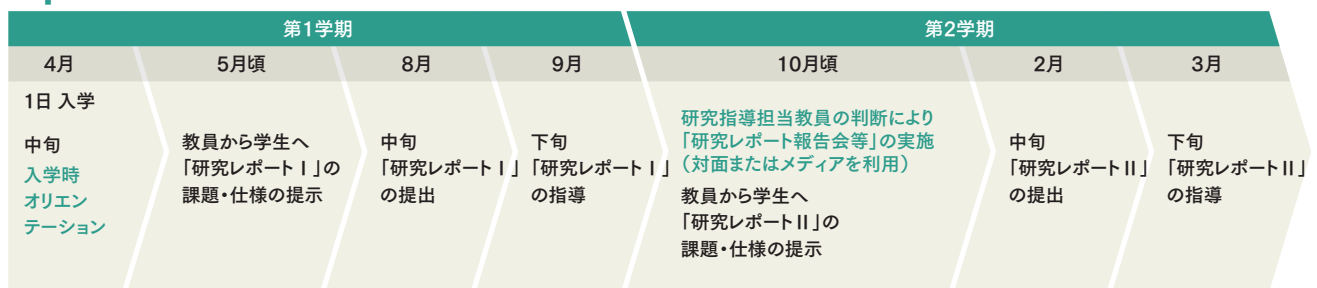 第1学期
第2学期
4月
5月頃
8月
9月
10月頃
2月
3月
1日 入学
中旬
入学時
オリエン
テーション
教員から学生へ
「研究レポートⅠ」の
課題・仕様の提示
中旬
「研究レポートⅠ」
の提出
下旬
「研究レポートⅠ」
の指導
研究指導担当教員の判断により
「研究レポート報告会等」の実施
（対面またはメディアを利用）
教員から学生へ
「研究レポートⅡ」の
課題・仕様の提示
中旬
「研究レポートⅡ」
の提出
下旬
「研究レポートⅡ」
の指導